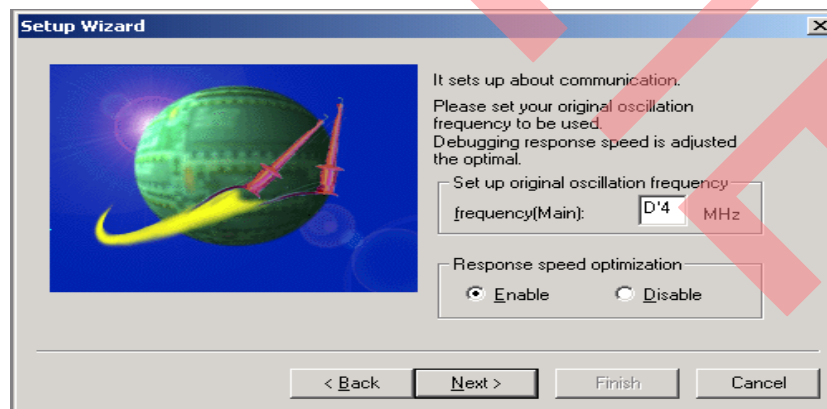 Setup Wizard
It sets up about communication.
Please set your original oscillation
frequency to be used.
Debugging response speed is adjusted
the optimal.
Set up original oscillation frequency
frequency(Main): D'4 MHz
Response speed optimization
Enable Disable
< Back Next > Finish Cancel